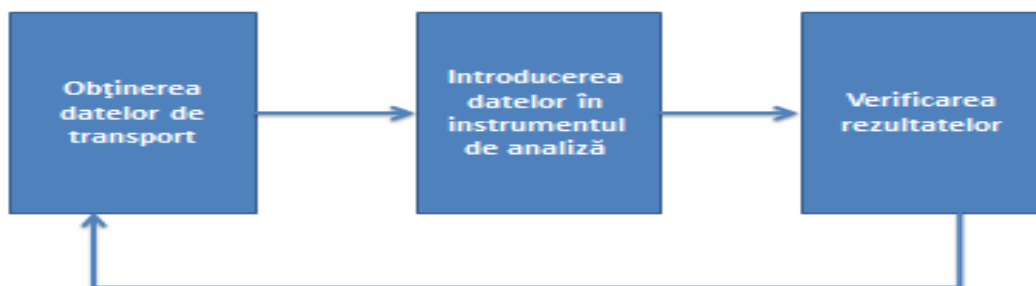 Obţinerea
datelor de
transport
Introducerea
datelor în
instrumentul
de analiză
Verificarea
rezultatelor